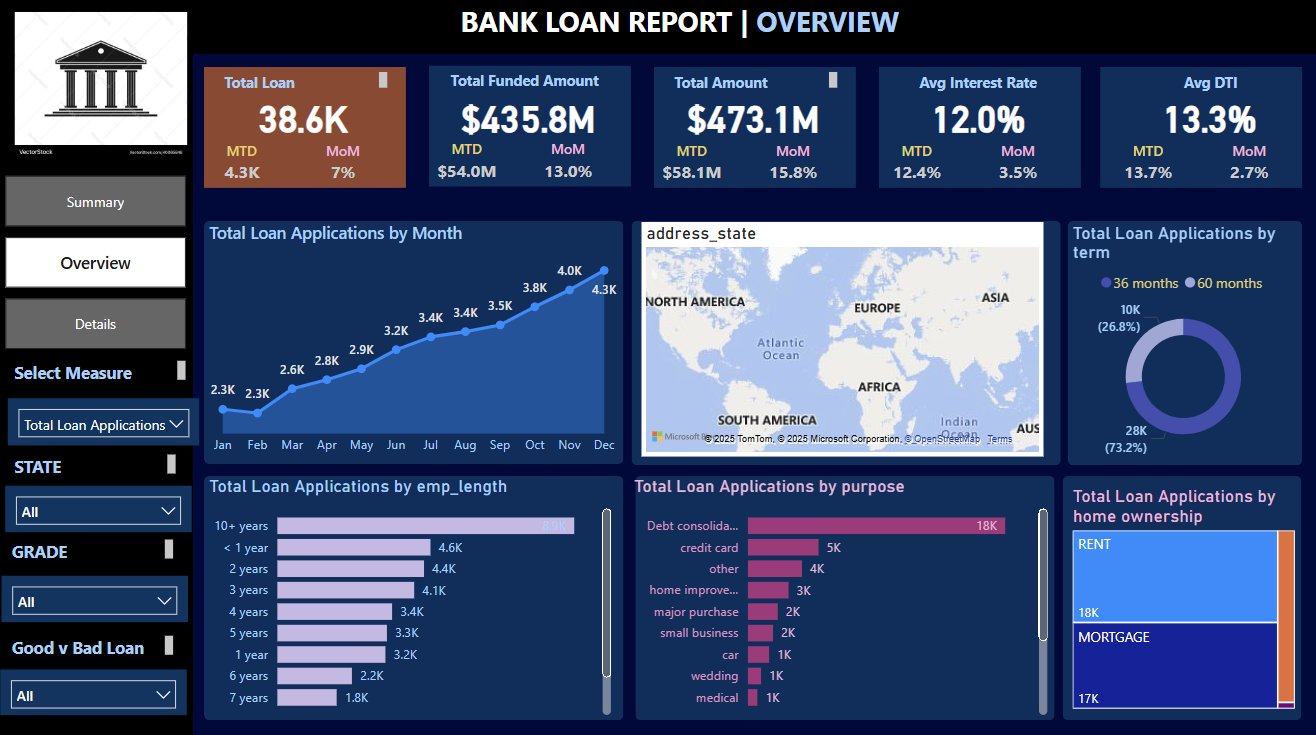 BANK LOAN REPORT | OVERVIEW
VectorStock
Summary
Overview
Details
Select Measure
Total Loan Applications
STATE
All
GRADE
All
Good v Bad Loan
All
Total Loan
38.6K
MTD
MoM
4.3K
7%
Total Funded Amount
$435.8M
MTD
MoM
$54.0M
13.0%
Total Amount
$473.1M
MTD
MoM
$58.1M
15.8%
Avg Interest Rate
12.0%
MTD
MoM
12.4%
3.5%
Avg DTI
13.3%
MTD
MoM
13.7%
2.7%
Total Loan Applications by Month
2.3K
2.3K
2.6K
2.8K
2.9K
3.2K
3.4K
3.4K
3.5K
3.8K
4.0K
4.3K
Jan
Feb
Mar
Apr
May
Jun
Jul
Aug
Sep
Oct
Nov
Dec
address_state
NORTH AMERICA
EUROPE
ASIA
Atlantic
Ocean
AFRICA
SOUTH AMERICA
Indian
Ocean
AUS
Microsoft
© 2025 TomTom, © 2025 Microsoft Corporation, © OpenStreetMap Terms
Total Loan Applications by
term
36 months
60 months
10K
(26.8%)
28K
(73.2%)
Total Loan Applications by emp_length
10+ years
8.9K
< 1 year
4.6K
2 years
4.4K
3 years
4.1K
4 years
3.4K
5 years
3.3K
1 year
3.2K
6 years
2.2K
7 years
1.8K
Total Loan Applications by purpose
Debt consolida...
18K
credit card
5K
other
4K
home improve...
3K
major purchase
2K
small business
2K
car
1K
wedding
1K
medical
1K
Total Loan Applications by
home ownership
RENT
18K
MORTGAGE
17K